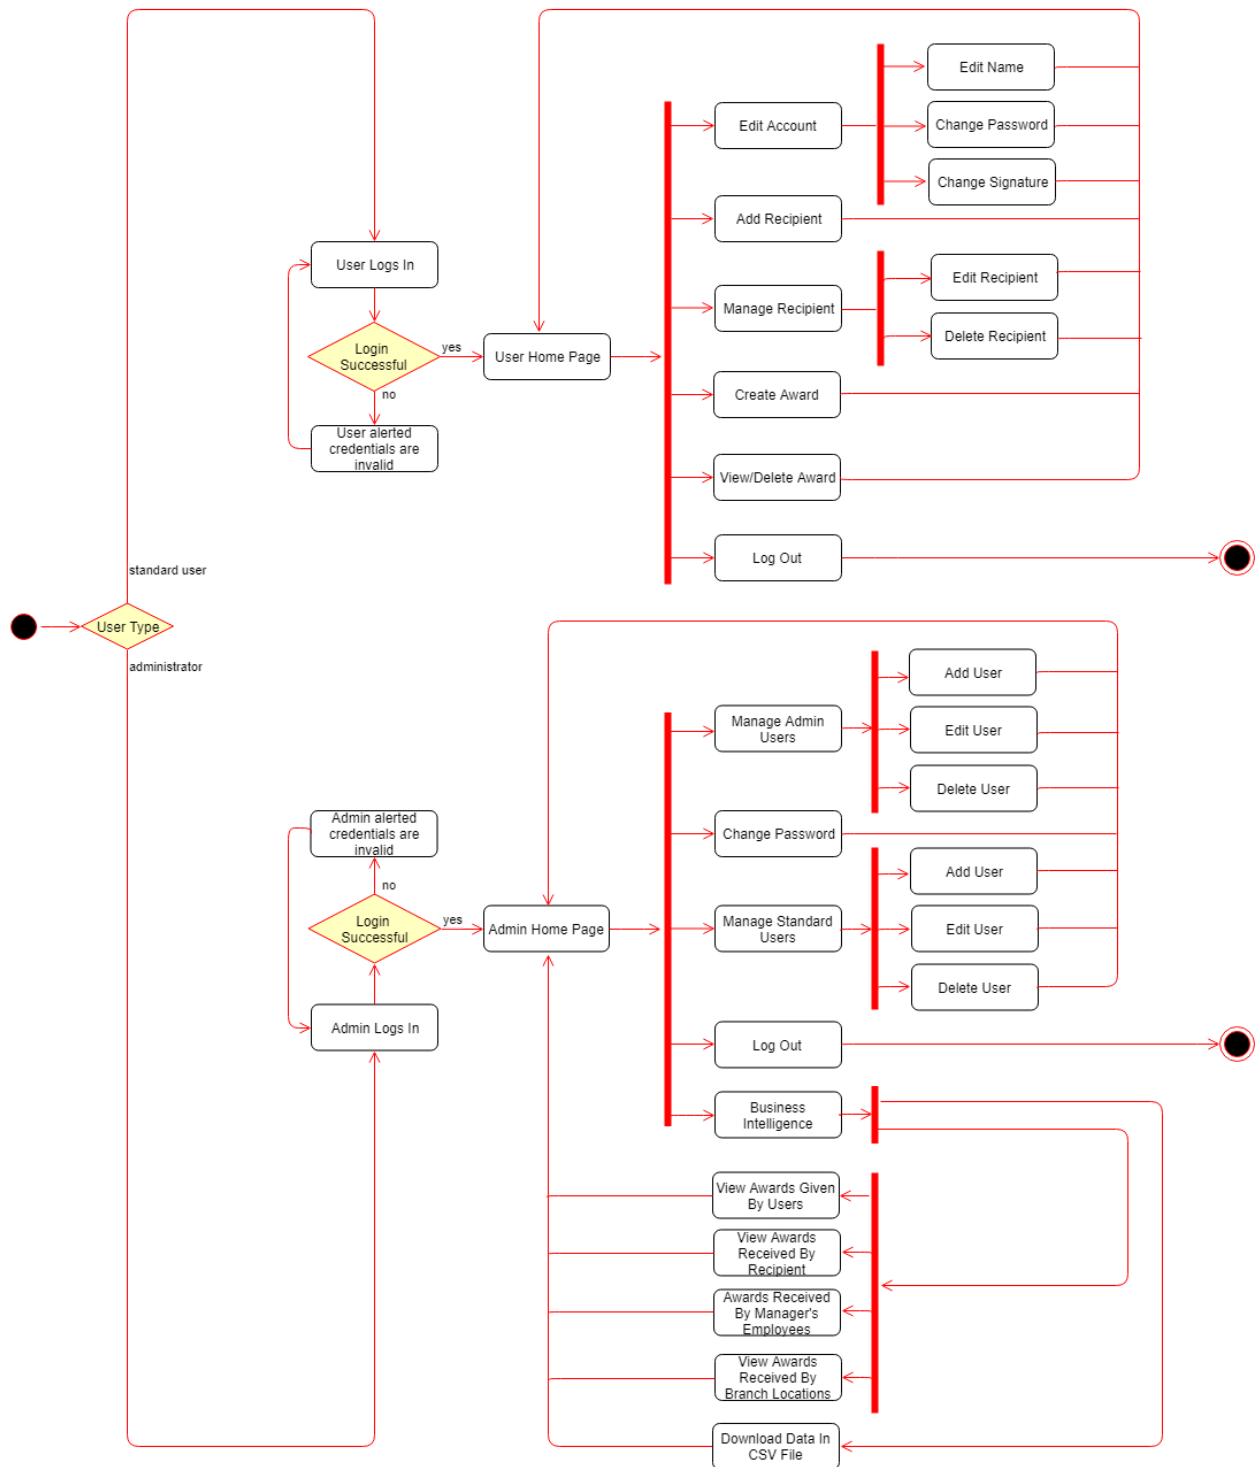 Edit Name
Edit Account
Change Password
Change Signature
Add Recipient
User Logs In
Edit Recipient
Manage Recipient
Delete Recipient
Login
Successful
yes
User Home Page
no
Create Award
User alerted
credentials are
invalid
View/Delete Award
Log Out
standard user
User Type
administrator
Add User
Manage Admin
Users
Edit User
Delete User
Admin alerted
credentials are
invalid
Change Password
no
Add User
Login
Successful
yes
Admin Home Page
Manage Standard
Users
Edit User
Delete User
Admin Logs In
Log Out
Business
Intelligence
View Awards Given
By Users
View Awards
Received By
Recipient
Awards Received
By Manager's
Employees
View Awards
Received By
Branch Locations
Download Data In
CSV File